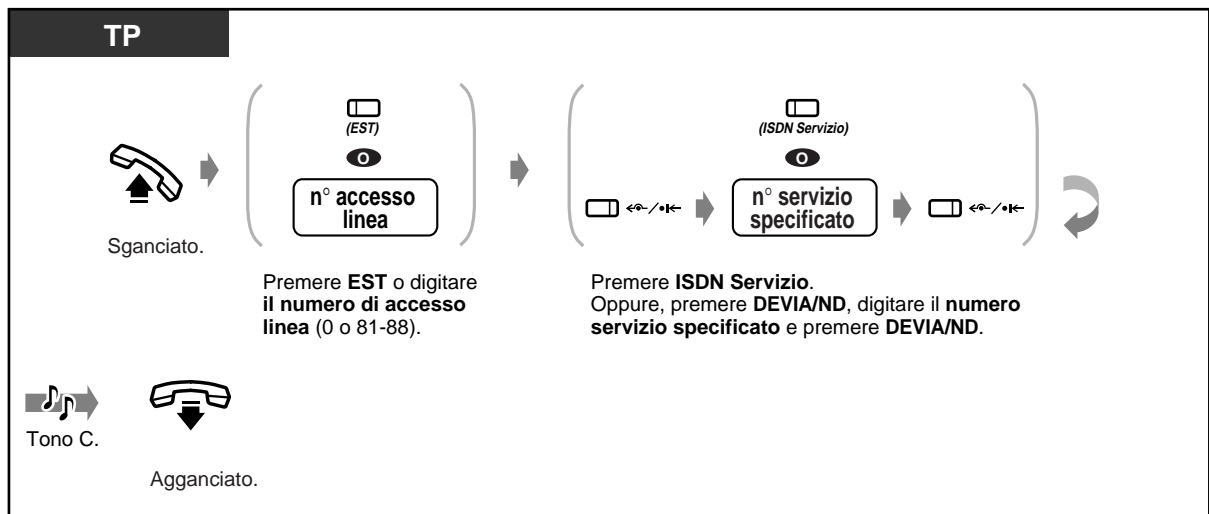 TP
(EST)
O
n° accesso
linea
(ISDN Servizio)
O
n° servizio
specificato
Sganciato.
Premere EST o digitare
il numero di accesso
linea (0 o 81-88).
Premere ISDN Servizio.
Oppure, premere DEVIA/ND, digitare il numero
servizio specificato e premere DEVIA/ND.
Tono C.
Agganciato.